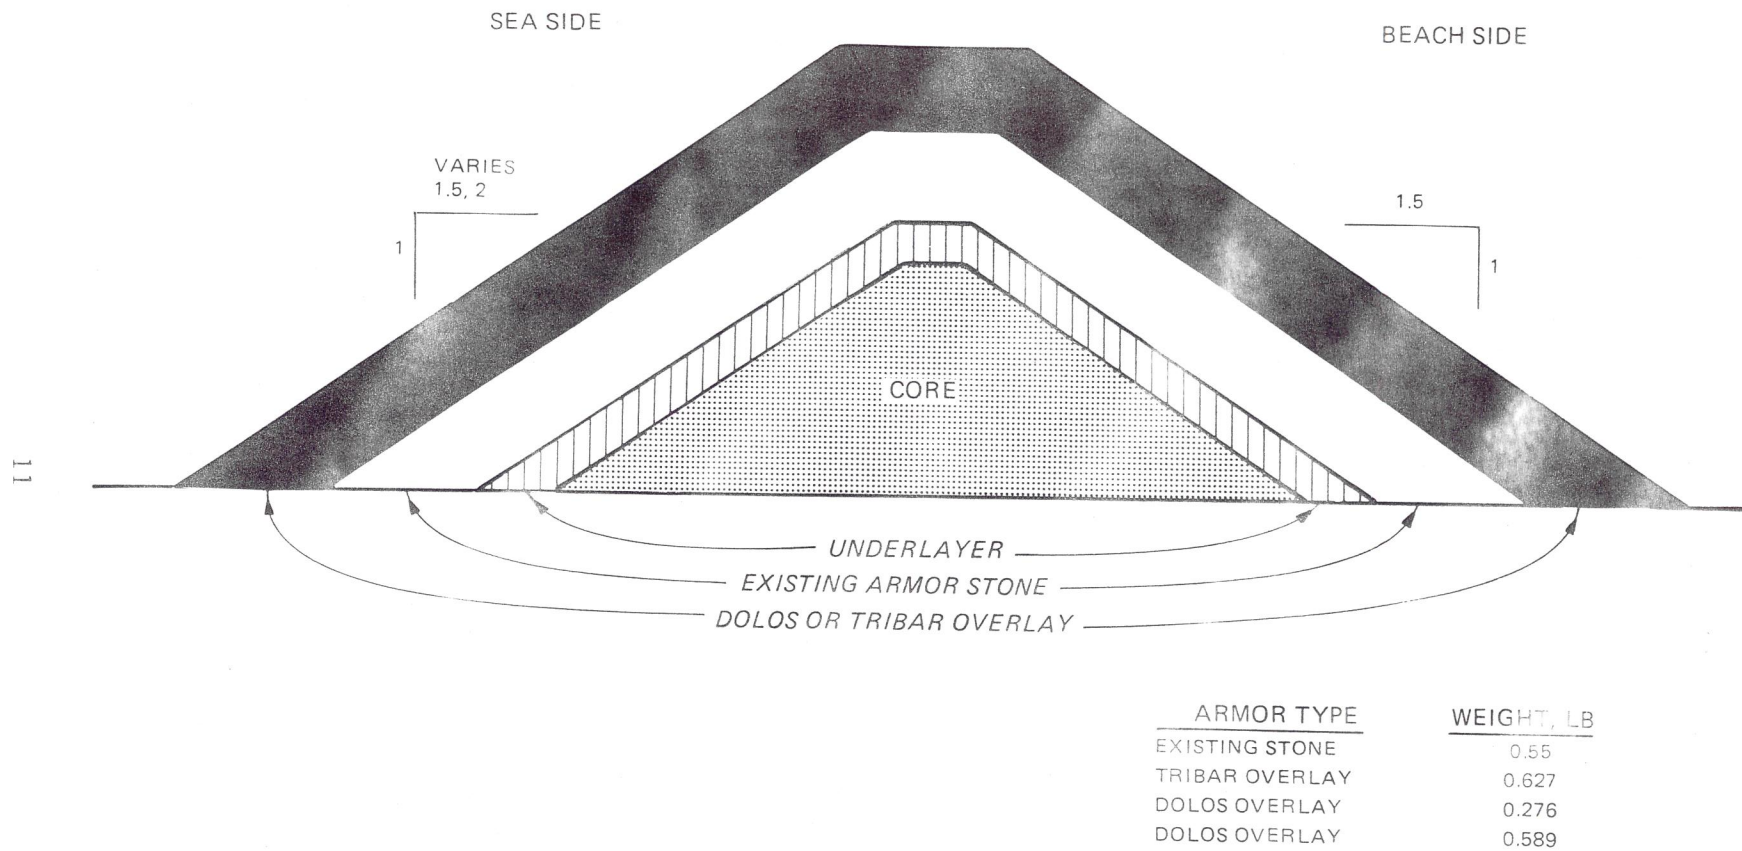 SEA SIDE
BEACH SIDE
VARIES
1.5, 2
1
1.5
1
CORE
11
UNDERLAYER
EXISTING ARMOR STONE
DOLOS OR TRIBAR OVERLAY
ARMOR TYPE WEIGHT, LB
EXISTING STONE 0.55
TRIBAR OVERLAY 0.627
DOLOS OVERLAY 0.276
DOLOS OVERLAY 0.589